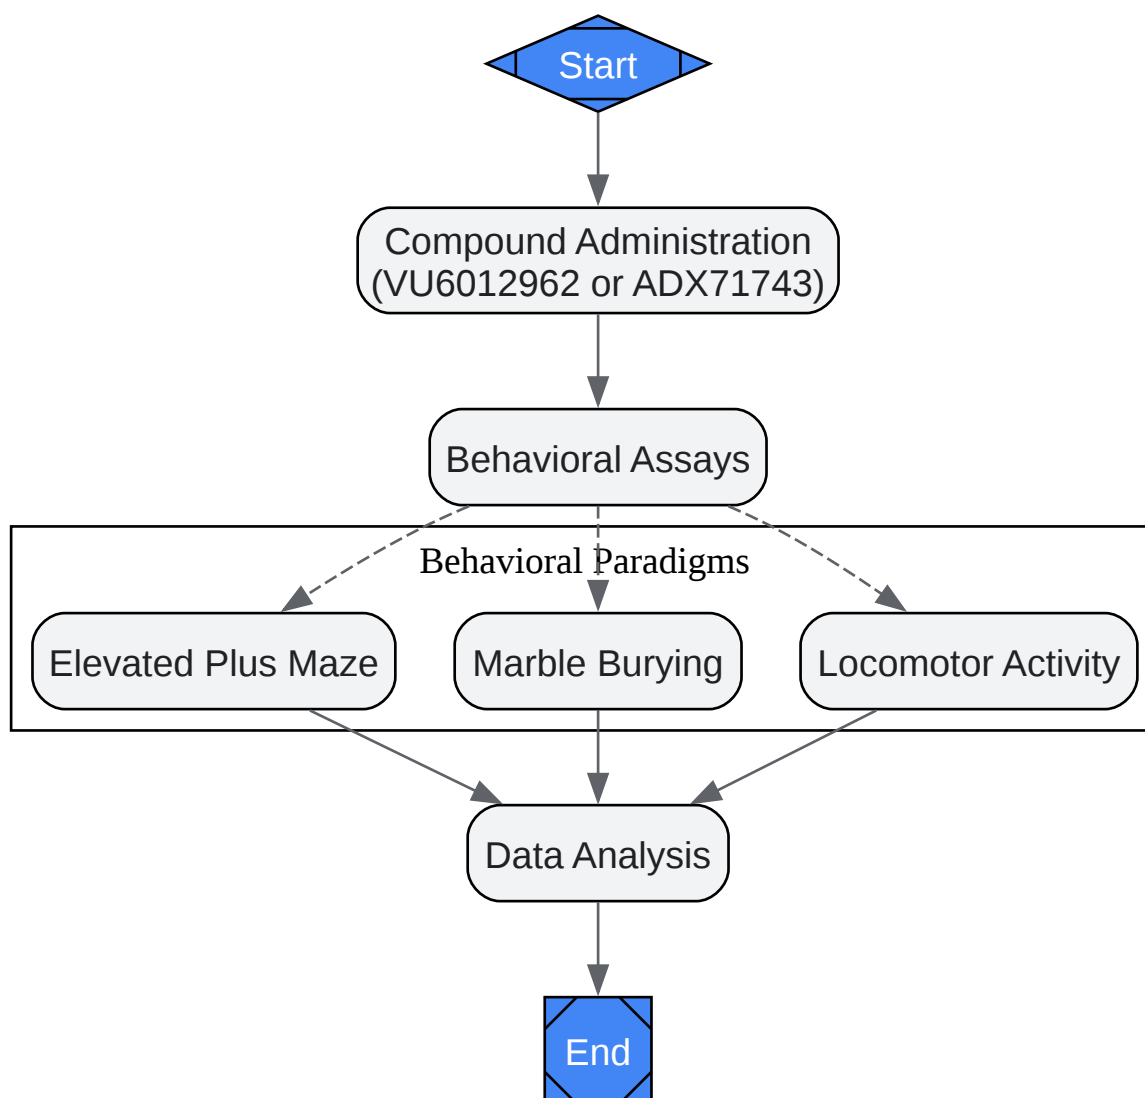 Start
Compound Administration
(VU6012962 or ADX71743)
Behavioral Assays
Behavioral Paradigms
Elevated Plus Maze
Marble Burying
Locomotor Activity
Data Analysis
End